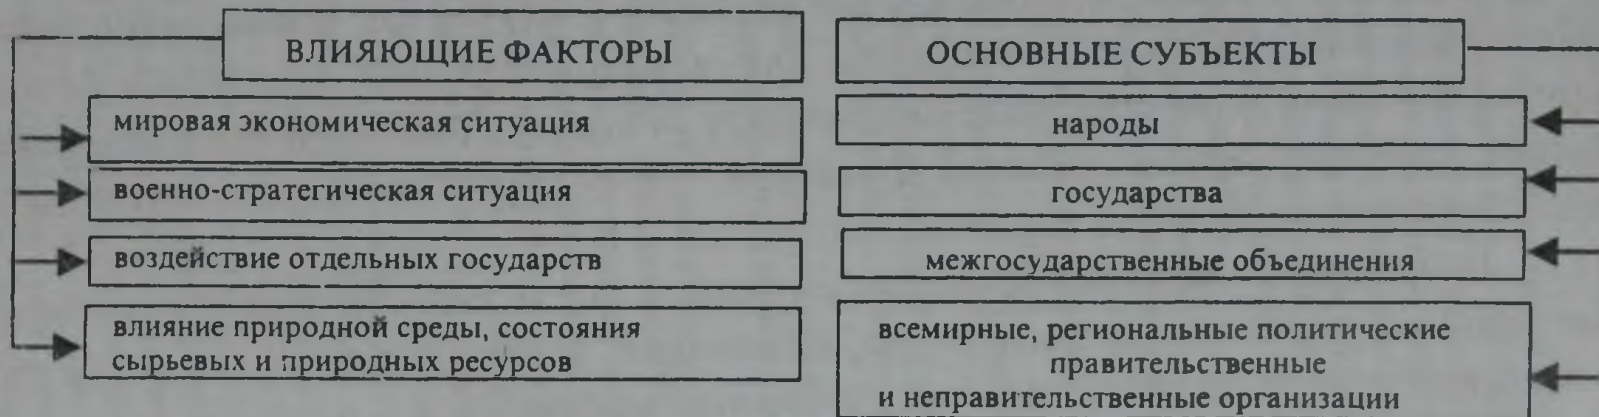 ВЛИЯЮЩИЕ ФАКТОРЫ
мировая экономическая ситуация
военно-стратегическая ситуация
воздействие отдельных государств
влияние природной среды, состояния
сырьевых и природных ресурсов
ОСНОВНЫЕ СУБЪЕКТЫ
народы
государства
межгосударственные объединения
всемирные, региональные политические
правительственные
и неправительственные организации